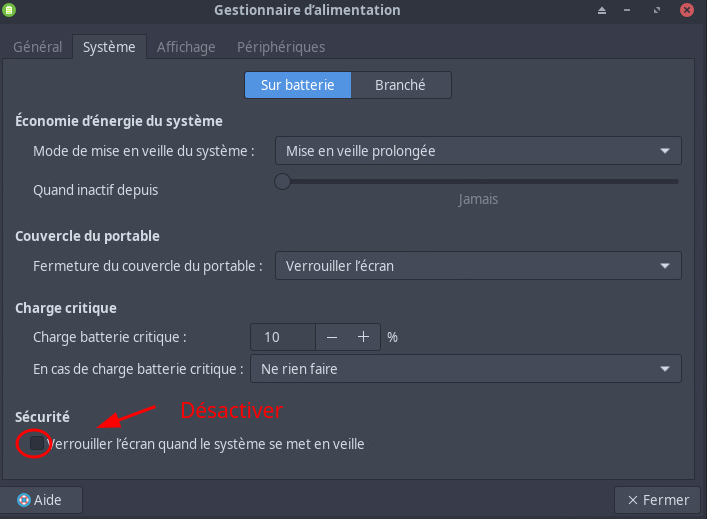 Gestionnaire d’alimentation
Général Système Affichage Périphériques
Sur batterie Branché
Économie d’énergie du système
Mode de mise en veille du système : Mise en veille prolongée
Quand inactif depuis
Jamais
Couvercle du portable
Fermeture du couvercle du portable : Verrouiller l’écran
Charge critique
Charge batterie critique : 10 − + %
En cas de charge batterie critique : Ne rien faire
Sécurité Désactiver
Verrouiller l’écran quand le système se met en veille
Aide × Fermer